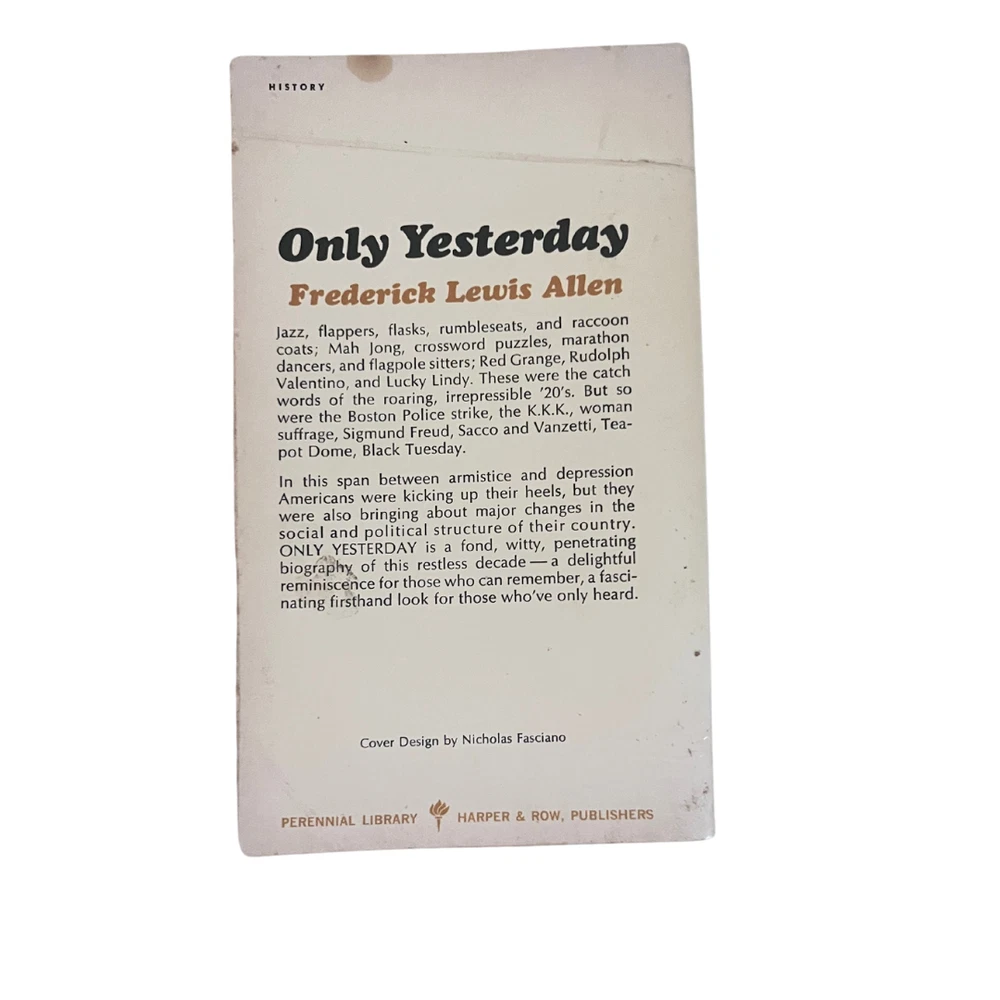 HISTORY
Only Yesterday
Frederick Lewis Allen
Jazz, flappers, flasks, rumbleseats, and raccoon
coats; Mah Jong, crossword puzzles, marathon
dancers, and flagpole sitters; Red Grange, Rudolph
Valentino, and Lucky Lindy. These were the catch
words of the roaring, irrepressible '20's. But so
were the Boston Police strike, the K.K.K., woman
suffrage, Sigmund Freud, Sacco and Vanzetti, Tea-
pot Dome, Black Tuesday.
In this span between armistice and depression
Americans were kicking up their heels, but they
were also bringing about major changes in the
social and political structure of their country.
ONLY YESTERDAY is a fond, witty, penetrating
biography of this restless decade — a delightful
reminiscence for those who can remember, a fasci-
nating firsthand look for those who've only heard.
Cover Design by Nicholas Fasciano
PERENNIAL LIBRARY HARPER & ROW, PUBLISHERS